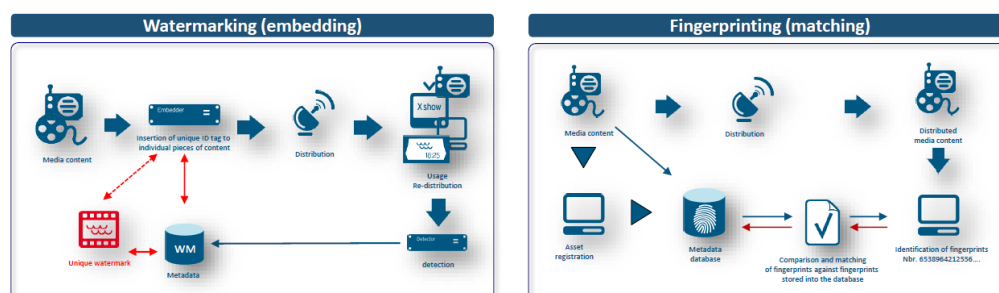 Watermarking (embedding)
Embedder
X show
18:25
Media content
Insertion of unique ID tag to
individual pieces of content
Distribution
Usage
Re-distribution
Detector
detection
WM
Unique watermark
Metadata
Fingerprinting (matching)
Media content
Distribution
Distributed
media content
Asset
registration
Metadata
database
Comparison and matching
of fingerprints against fingerprints
stored into the database
Identification of fingerprints
Nbr. 6538964212556....